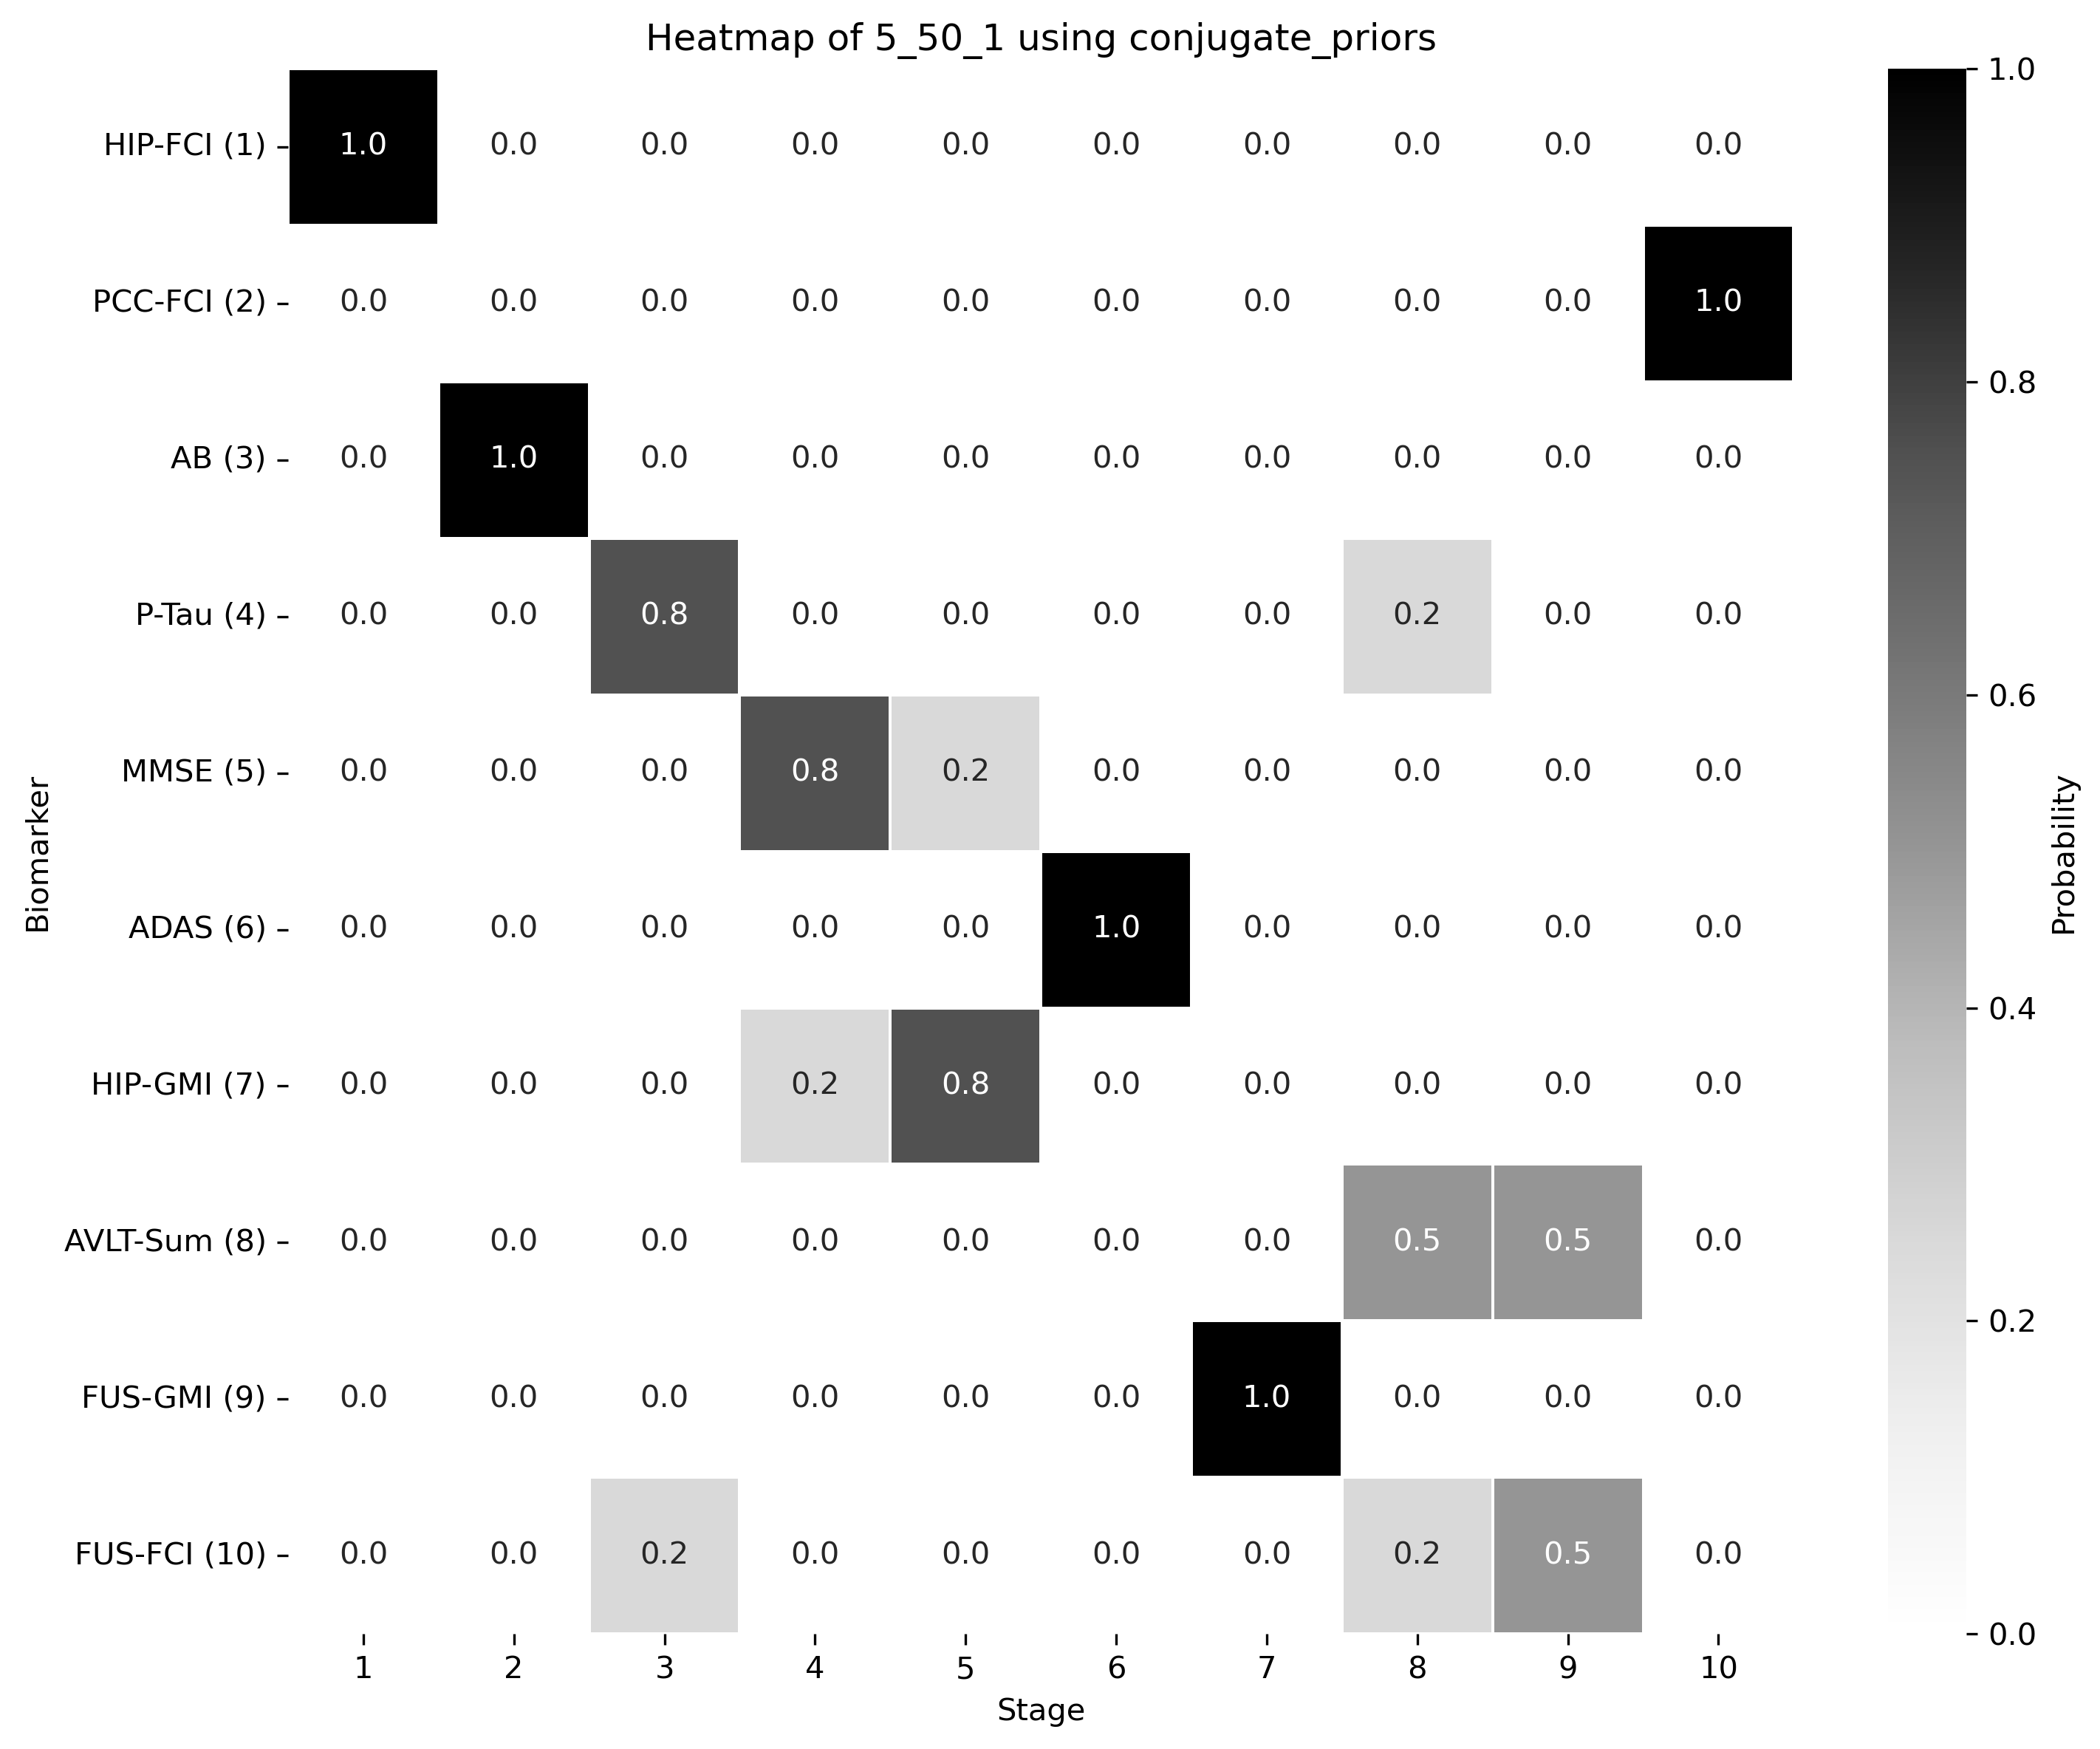 Heatmap of 5_50_1 using conjugate_priors
HIP-FCI (1) 1.0 0.0 0.0 0.0 0.0 0.0 0.0 0.0 0.0 0.0
PCC-FCI (2) 0.0 0.0 0.0 0.0 0.0 0.0 0.0 0.0 0.0 1.0
AB (3) 0.0 1.0 0.0 0.0 0.0 0.0 0.0 0.0 0.0 0.0
P-Tau (4) 0.0 0.0 0.8 0.0 0.0 0.0 0.0 0.2 0.0 0.0
MMSE (5) 0.0 0.0 0.0 0.8 0.2 0.0 0.0 0.0 0.0 0.0
ADAS (6) 0.0 0.0 0.0 0.0 0.0 1.0 0.0 0.0 0.0 0.0
HIP-GMI (7) 0.0 0.0 0.0 0.2 0.8 0.0 0.0 0.0 0.0 0.0
AVLT-Sum (8) 0.0 0.0 0.0 0.0 0.0 0.0 0.0 0.5 0.5 0.0
FUS-GMI (9) 0.0 0.0 0.0 0.0 0.0 0.0 1.0 0.0 0.0 0.0
FUS-FCI (10) 0.0 0.0 0.2 0.0 0.0 0.0 0.0 0.2 0.5 0.0
1 2 3 4 5 6 7 8 9 10
Stage
Biomarker
1.0
0.8
0.6
0.4
0.2
0.0
Probability